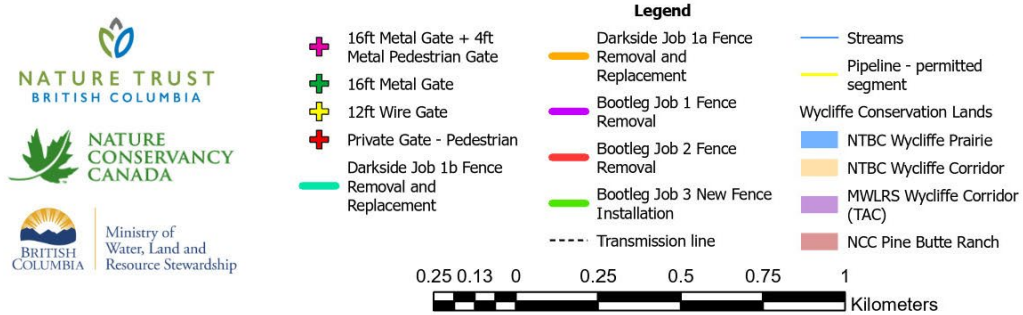 NATURE TRUST
BRITISH COLUMBIA
NATURE
CONSERVANCY
CANADA
BRITISH
COLUMBIA
Ministry of
Water, Land and
Resource Stewardship
Legend
16ft Metal Gate + 4ft
Metal Pedestrian Gate
16ft Metal Gate
12ft Wire Gate
Private Gate - Pedestrian
Darkside Job 1b Fence
Removal and
Replacement
Darkside Job 1a Fence
Removal and
Replacement
Bootleg Job 1 Fence
Removal
Bootleg Job 2 Fence
Removal
Bootleg Job 3 New Fence
Installation
Transmission line
Streams
Pipeline - permitted
segment
Wycliffe Conservation Lands
NTBC Wycliffe Prairie
NTBC Wycliffe Corridor
MWLRS Wycliffe Corridor
(TAC)
NCC Pine Butte Ranch
0.25 0.13 0 0.25 0.5 0.75 1
Kilometers